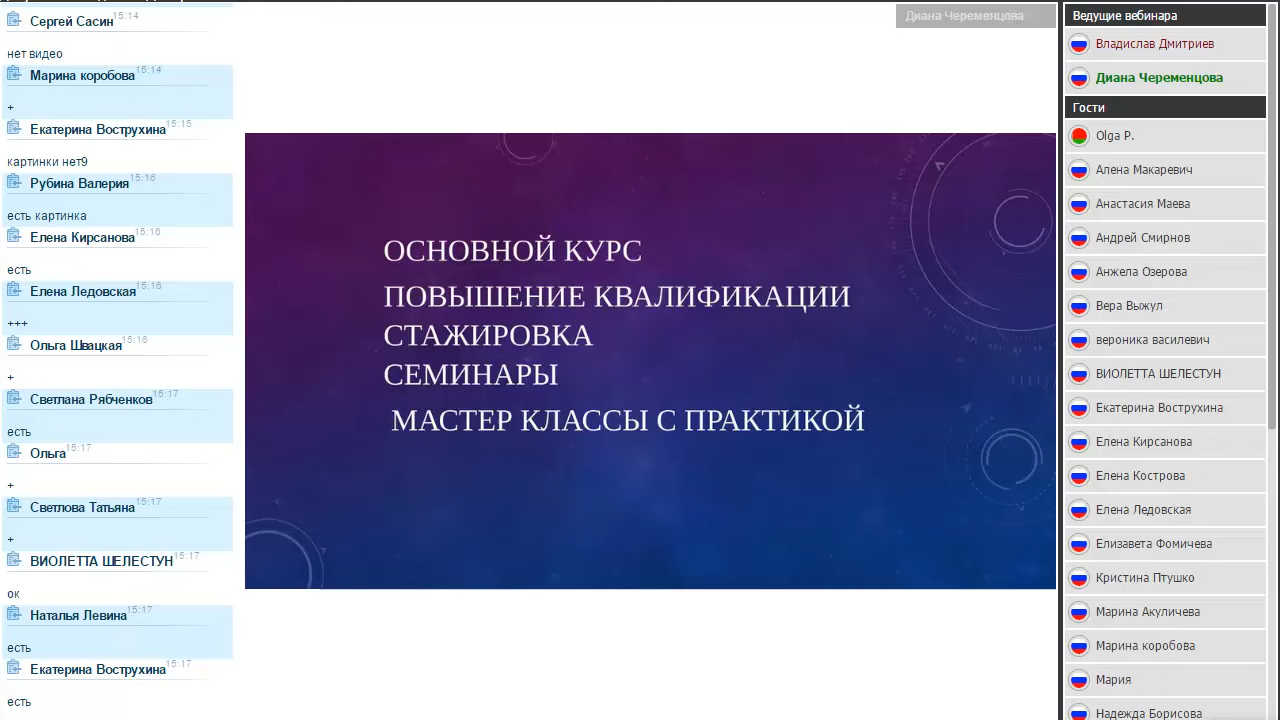 Сергей Сасин 15:14
нет видео
Марина коробова 15:14
+
Екатерина Вострухина 15:15
картинки нет9
Рубина Валерия 15:16
есть картинка
Елена Кирсанова 15:16
есть
Елена Ледовская 15:16
+++
Ольга Швацкая 15:16
+
Светлана Рябченков 15:17
есть
Ольга 15:17
+
Светлова Татьяна 15:17
+
ВИОЛЕТТА ШЕЛЕСТУН 15:17
ок
Наталья Левина 15:17
есть
Екатерина Вострухина 15:17
есть
Диана Черемeнцова
ОСНОВНОЙ КУРС
ПОВЫШЕНИЕ КВАЛИФИКАЦИИ
СТАЖИРОВКА
СЕМИНАРЫ
МАСТЕР КЛАССЫ С ПРАКТИКОЙ
Ведущие вебинара
Владислав Дмитриев
Диана Черемeнцова
Гости
Olga P.
Алена Макаревич
Анастасия Маева
Андрей Смирнов
Анжела Озерова
Вера Выжул
вероника василевич
ВИОЛЕТТА ШЕЛЕСТУН
Екатерина Вострухина
Елена Кирсанова
Елена Кострова
Елена Ледовская
Елизавета Фомичева
Кристина Птушко
Марина Акуличева
Марина коробова
Мария
Надежда Борисова